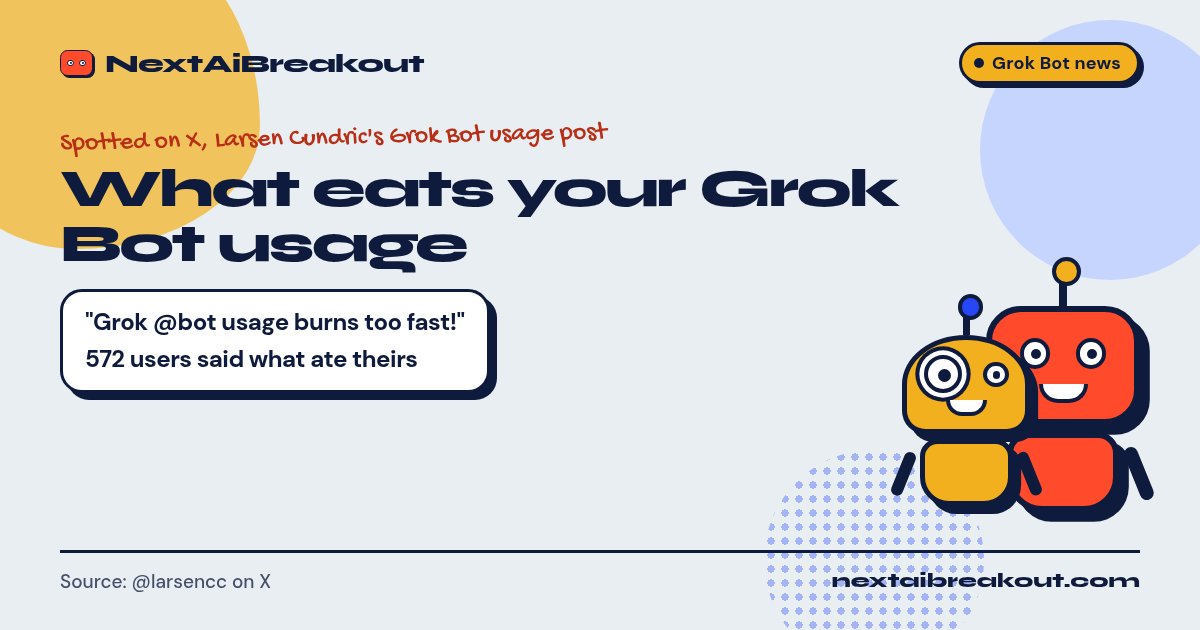 NextAiBreakout
Grok Bot news
Spotted on X, Larsen Cundric's Grok Bot usage post
What eats your Grok
Bot usage
"Grok @bot usage burns too fast!"
572 users said what ate theirs
Source: @larsencc on X
nextaibreakout.com